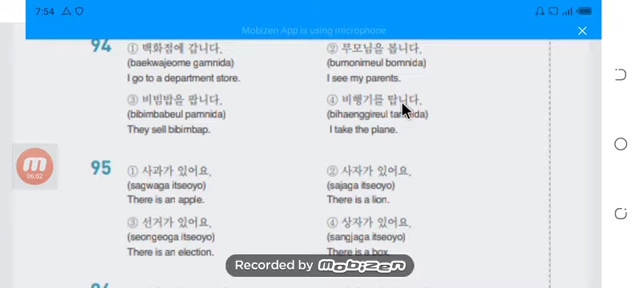 7:54
Mobizen App is using microphone
94 ① 백화점에 갑니다. ② 부모님을 봅니다.
(baekwajeome gamnida) (bumonimeul bomnida)
I go to a department store. I see my parents.
③ 비빔밥을 팝니다. ④ 비행기를 탑니다.
(bibimbabeul pamnida) (bihaenggireul
They sell bibimbap. I take the plane.
06:02
95 ① 사과가 있어요. ② 사자가 있어요.
(sagwaga itseoyo) (sajaga itseoyo)
There is an apple. There is a lion.
③ 선거가 있어요. ④ 상자가 있어요.
(seongeoga itseoyo) (sangjaga itseoyo)
There is an election. There is a box.
Recorded by mobizen